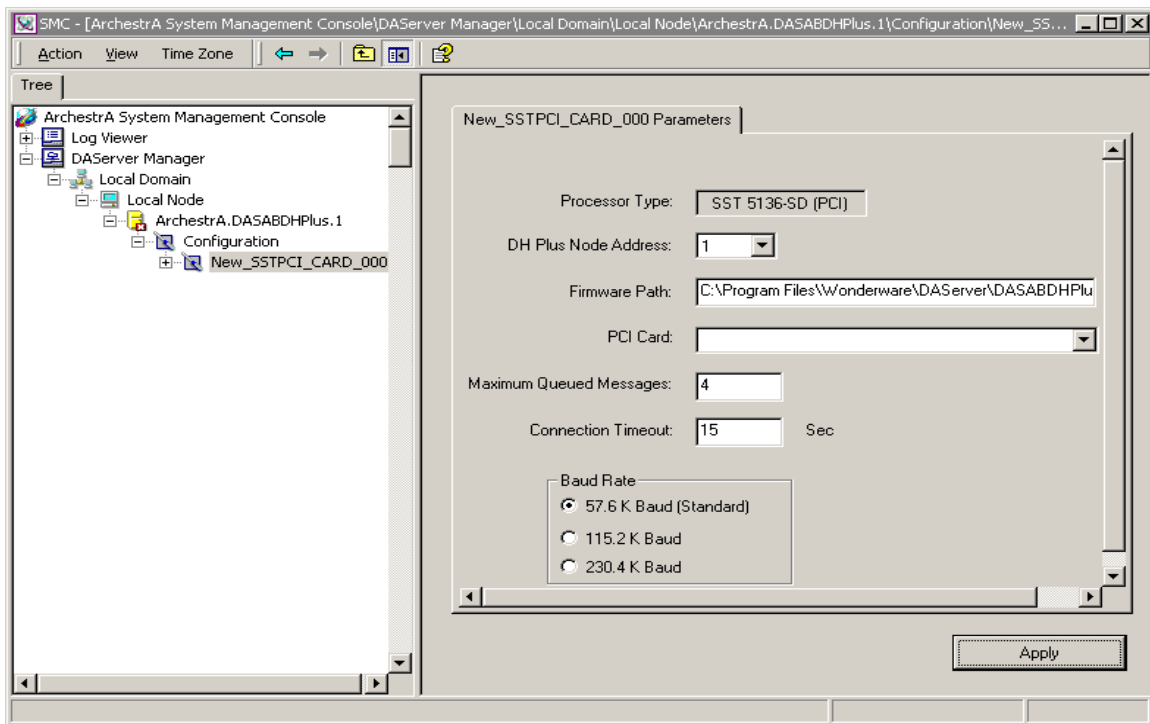 SMC - [ArchestrA System Management Console\DAServer Manager\Local Domain\Local Node\ArchestrA.DASABDHPlus.1\Configuration\New_SS...
Action View Time Zone
Tree
ArchestrA System Management Console
Log Viewer
DAServer Manager
Local Domain
Local Node
ArchestrA.DASABDHPlus.1
Configuration
New_SSTPCI_CARD_000
New_SSTPCI_CARD_000 Parameters
Processor Type: SST 5136-SD (PCI)
DH Plus Node Address: 1
Firmware Path: C:\Program Files\Wonderware\DAServer\DASABDHPlu
PCI Card:
Maximum Queued Messages: 4
Connection Timeout: 15 Sec
Baud Rate
57.6 K Baud (Standard)
115.2 K Baud
230.4 K Baud
Apply